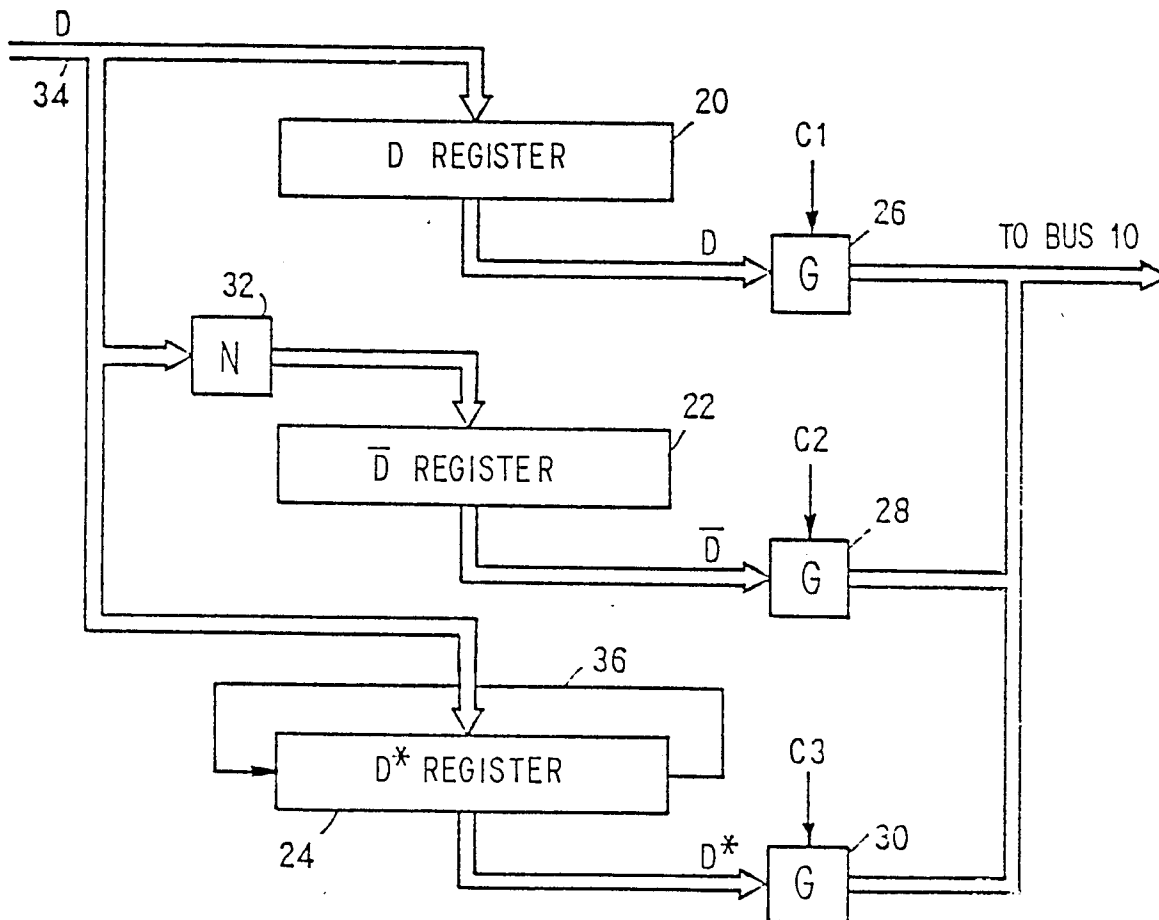 D
34
20
D REGISTER
C1
26
D
G
TO BUS 10
32
N
22
D̅ REGISTER
C2
28
D̅
G
36
D* REGISTER
C3
24
30
D*
G